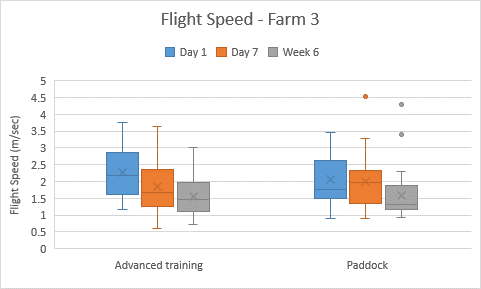 Flight Speed - Farm 3
Day 1 Day 7 Week 6
Flight Speed (m/sec)
5
4.5
4
3.5
3
2.5
2
1.5
1
0.5
0
Advanced training Paddock